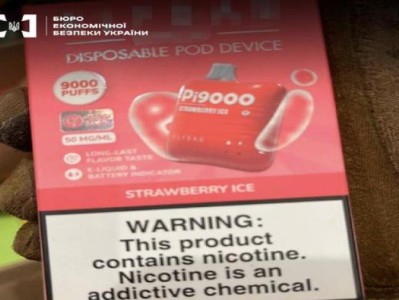 БЮРО
ЕКОНОМІЧНОЇ
БЕЗПЕКИ УКРАЇНИ
DISPOSABLE POD DEVICE
9000
PUFFS
Pi9000
STRAWBERRY ICE
ELFBAR
50 MG/ML
LONG-LAST
FLAVOR TASTE
E-LIQUID &
BATTERY INDICATOR
STRAWBERRY ICE
WARNING:
This product
contains nicotine.
Nicotine is an
addictive chemical.